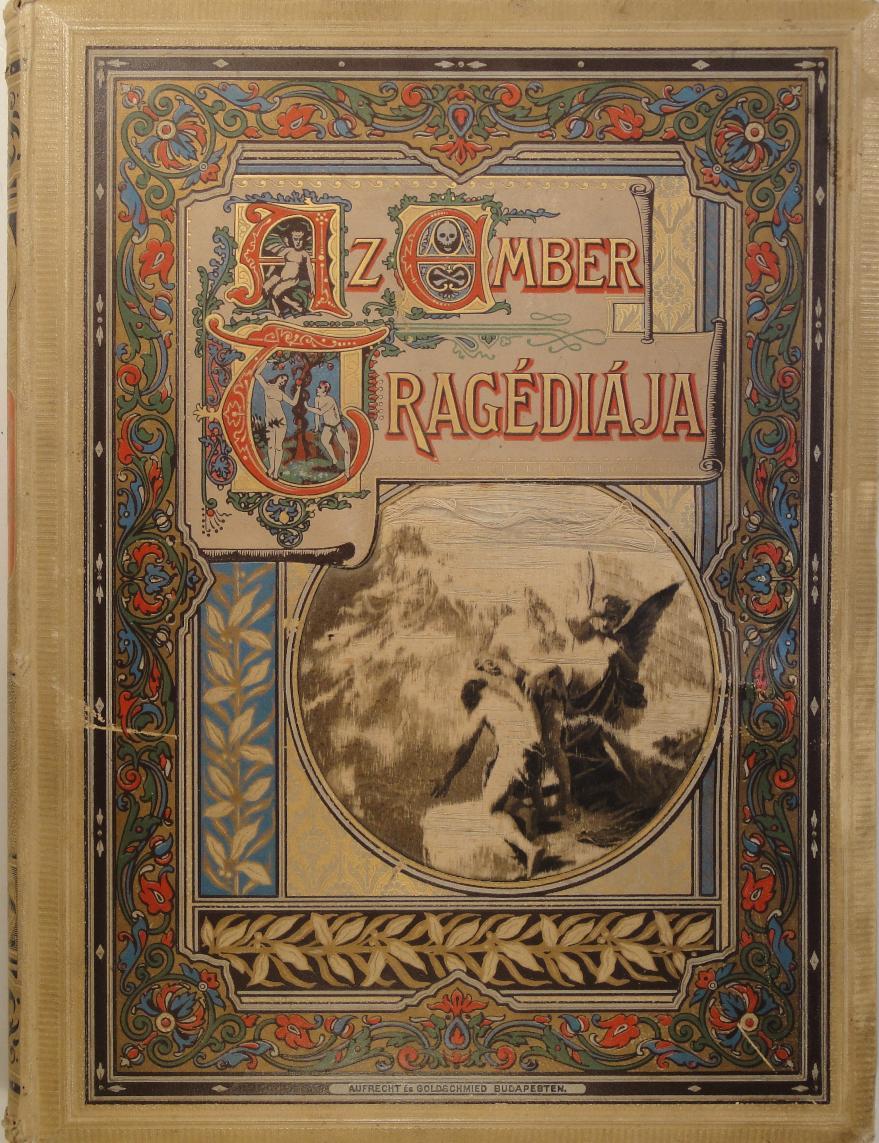 AZ EMBER
TRAGÉDIÁJA
AUFRECHT és GOLDSCHMIED BUDAPESTEN.